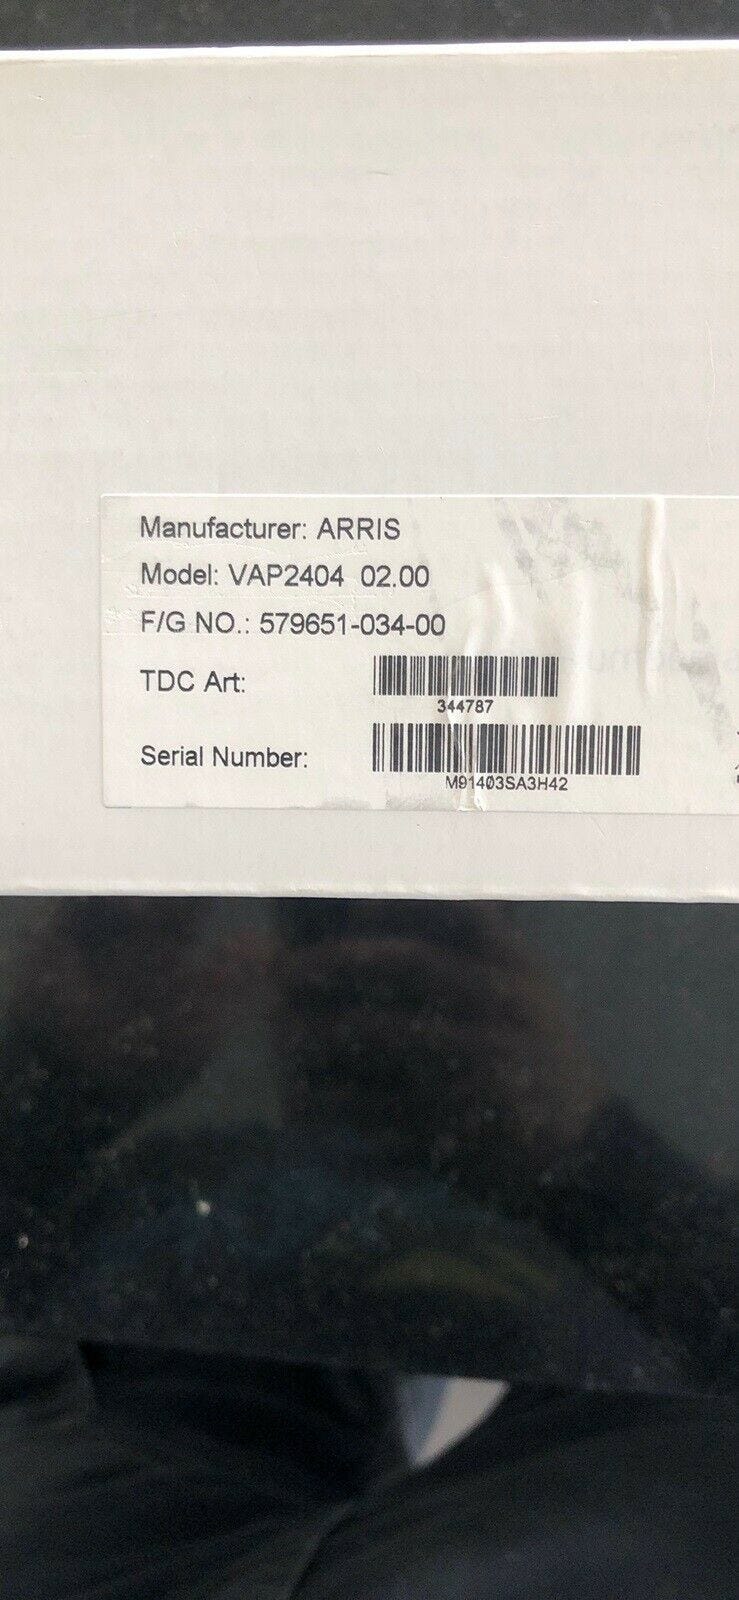 Manufacturer: ARRIS
Model: VAP2404 02.00
F/G NO.: 579651-034-00
TDC Art:
344787
Serial Number:
M91403SA3H42